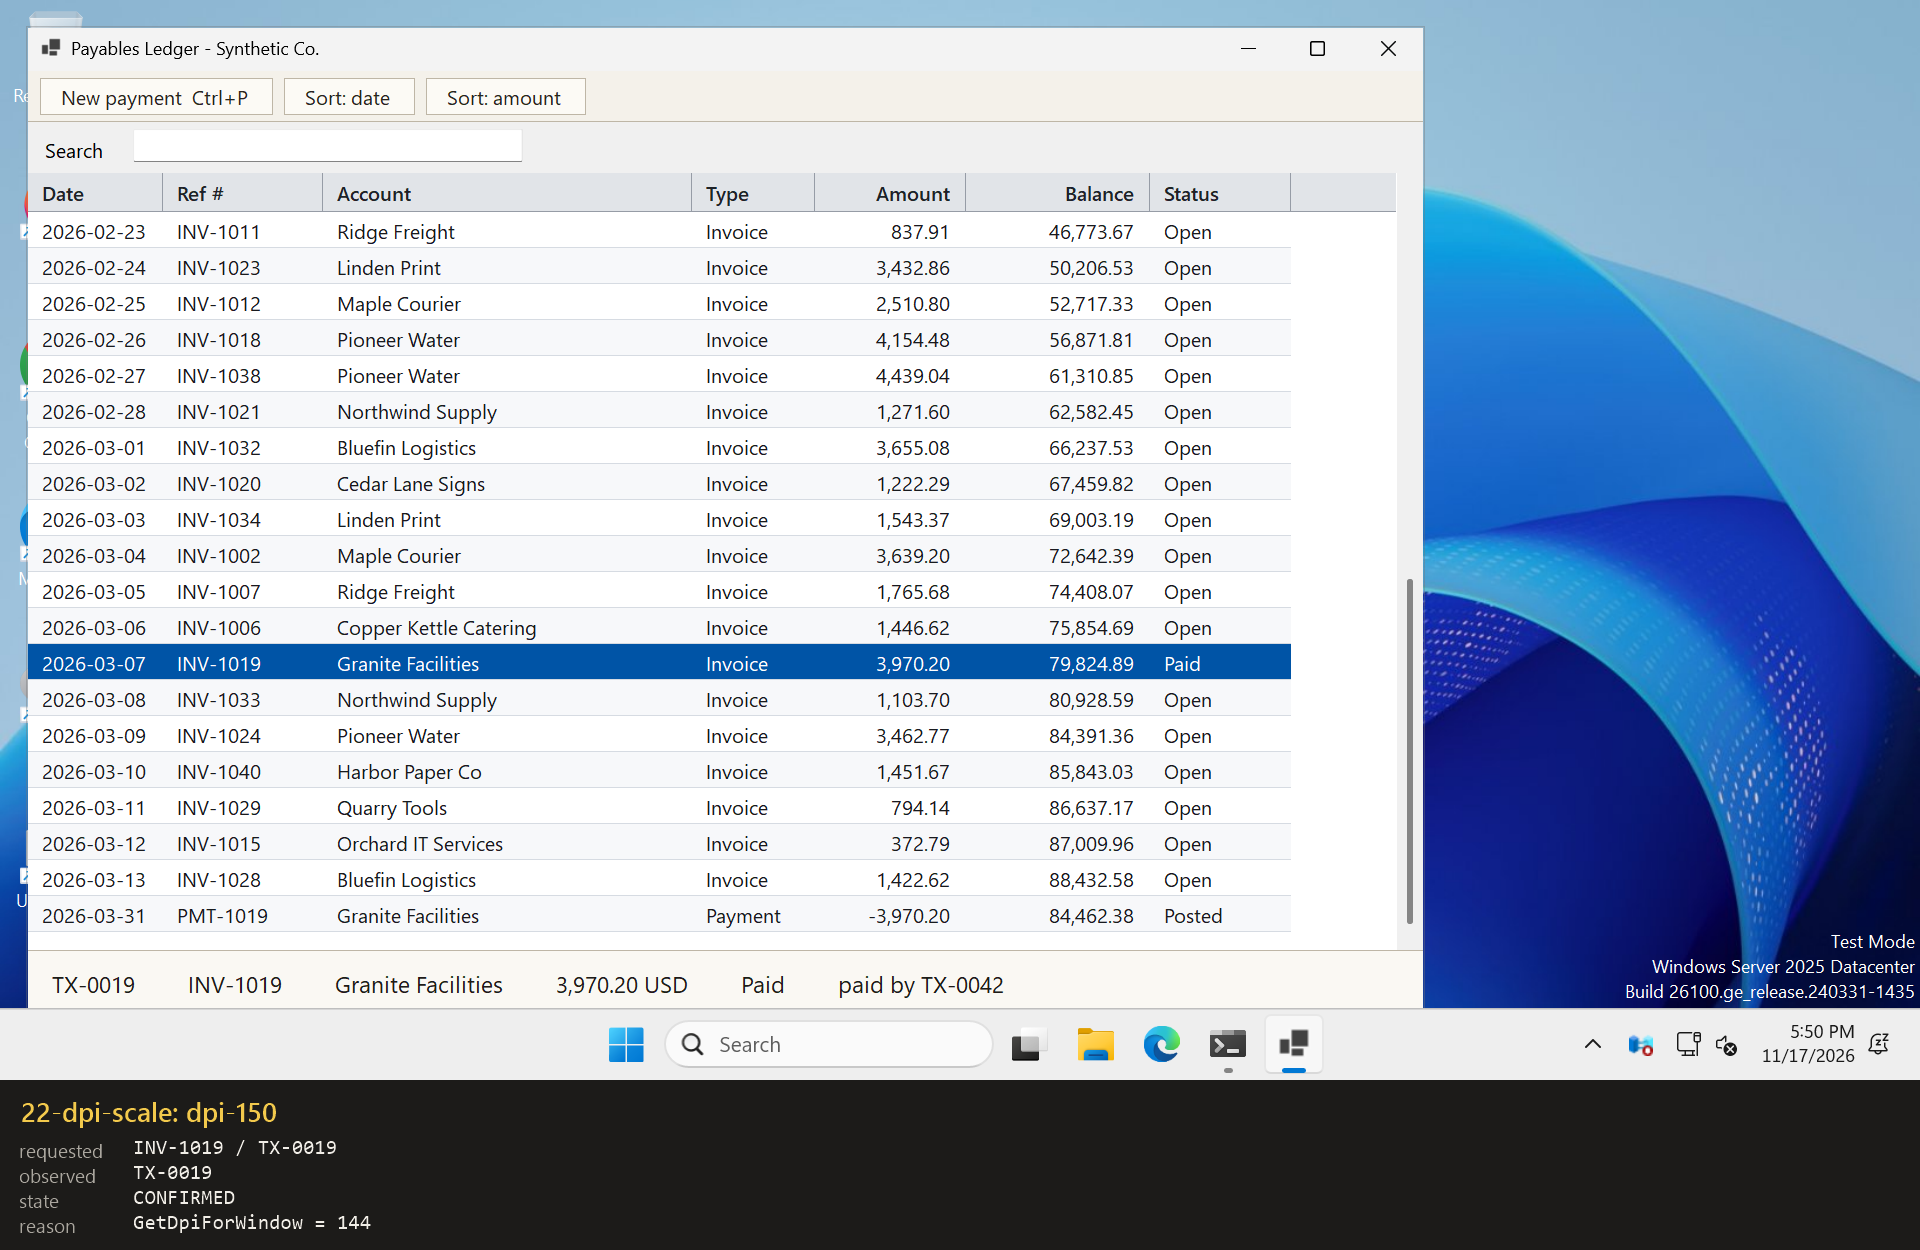 Payables Ledger - Synthetic Co.
New payment Ctrl+P
Sort: date
Sort: amount
Search
Date Ref # Account Type Amount Balance Status
2026-02-23 INV-1011 Ridge Freight Invoice 837.91 46,773.67 Open
2026-02-24 INV-1023 Linden Print Invoice 3,432.86 50,206.53 Open
2026-02-25 INV-1012 Maple Courier Invoice 2,510.80 52,717.33 Open
2026-02-26 INV-1018 Pioneer Water Invoice 4,154.48 56,871.81 Open
2026-02-27 INV-1038 Pioneer Water Invoice 4,439.04 61,310.85 Open
2026-02-28 INV-1021 Northwind Supply Invoice 1,271.60 62,582.45 Open
2026-03-01 INV-1032 Bluefin Logistics Invoice 3,655.08 66,237.53 Open
2026-03-02 INV-1020 Cedar Lane Signs Invoice 1,222.29 67,459.82 Open
2026-03-03 INV-1034 Linden Print Invoice 1,543.37 69,003.19 Open
2026-03-04 INV-1002 Maple Courier Invoice 3,639.20 72,642.39 Open
2026-03-05 INV-1007 Ridge Freight Invoice 1,765.68 74,408.07 Open
2026-03-06 INV-1006 Copper Kettle Catering Invoice 1,446.62 75,854.69 Open
2026-03-07 INV-1019 Granite Facilities Invoice 3,970.20 79,824.89 Paid
2026-03-08 INV-1033 Northwind Supply Invoice 1,103.70 80,928.59 Open
2026-03-09 INV-1024 Pioneer Water Invoice 3,462.77 84,391.36 Open
2026-03-10 INV-1040 Harbor Paper Co Invoice 1,451.67 85,843.03 Open
2026-03-11 INV-1029 Quarry Tools Invoice 794.14 86,637.17 Open
2026-03-12 INV-1015 Orchard IT Services Invoice 372.79 87,009.96 Open
2026-03-13 INV-1028 Bluefin Logistics Invoice 1,422.62 88,432.58 Open
2026-03-31 PMT-1019 Granite Facilities Payment -3,970.20 84,462.38 Posted
TX-0019 INV-1019 Granite Facilities 3,970.20 USD Paid paid by TX-0042
Test Mode
Windows Server 2025 Datacenter
Build 26100.ge_release.240331-1435
Search
5:50 PM
11/17/2026
22-dpi-scale: dpi-150
requested INV-1019 / TX-0019
observed TX-0019
state CONFIRMED
reason GetDpiForWindow = 144